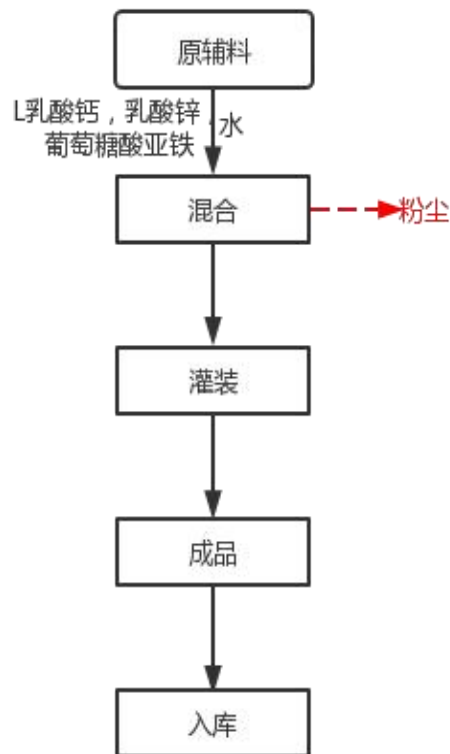 原辅料
L乳酸钙，乳酸锌，水
葡萄糖酸亚铁
混合
粉尘
灌装
成品
入库